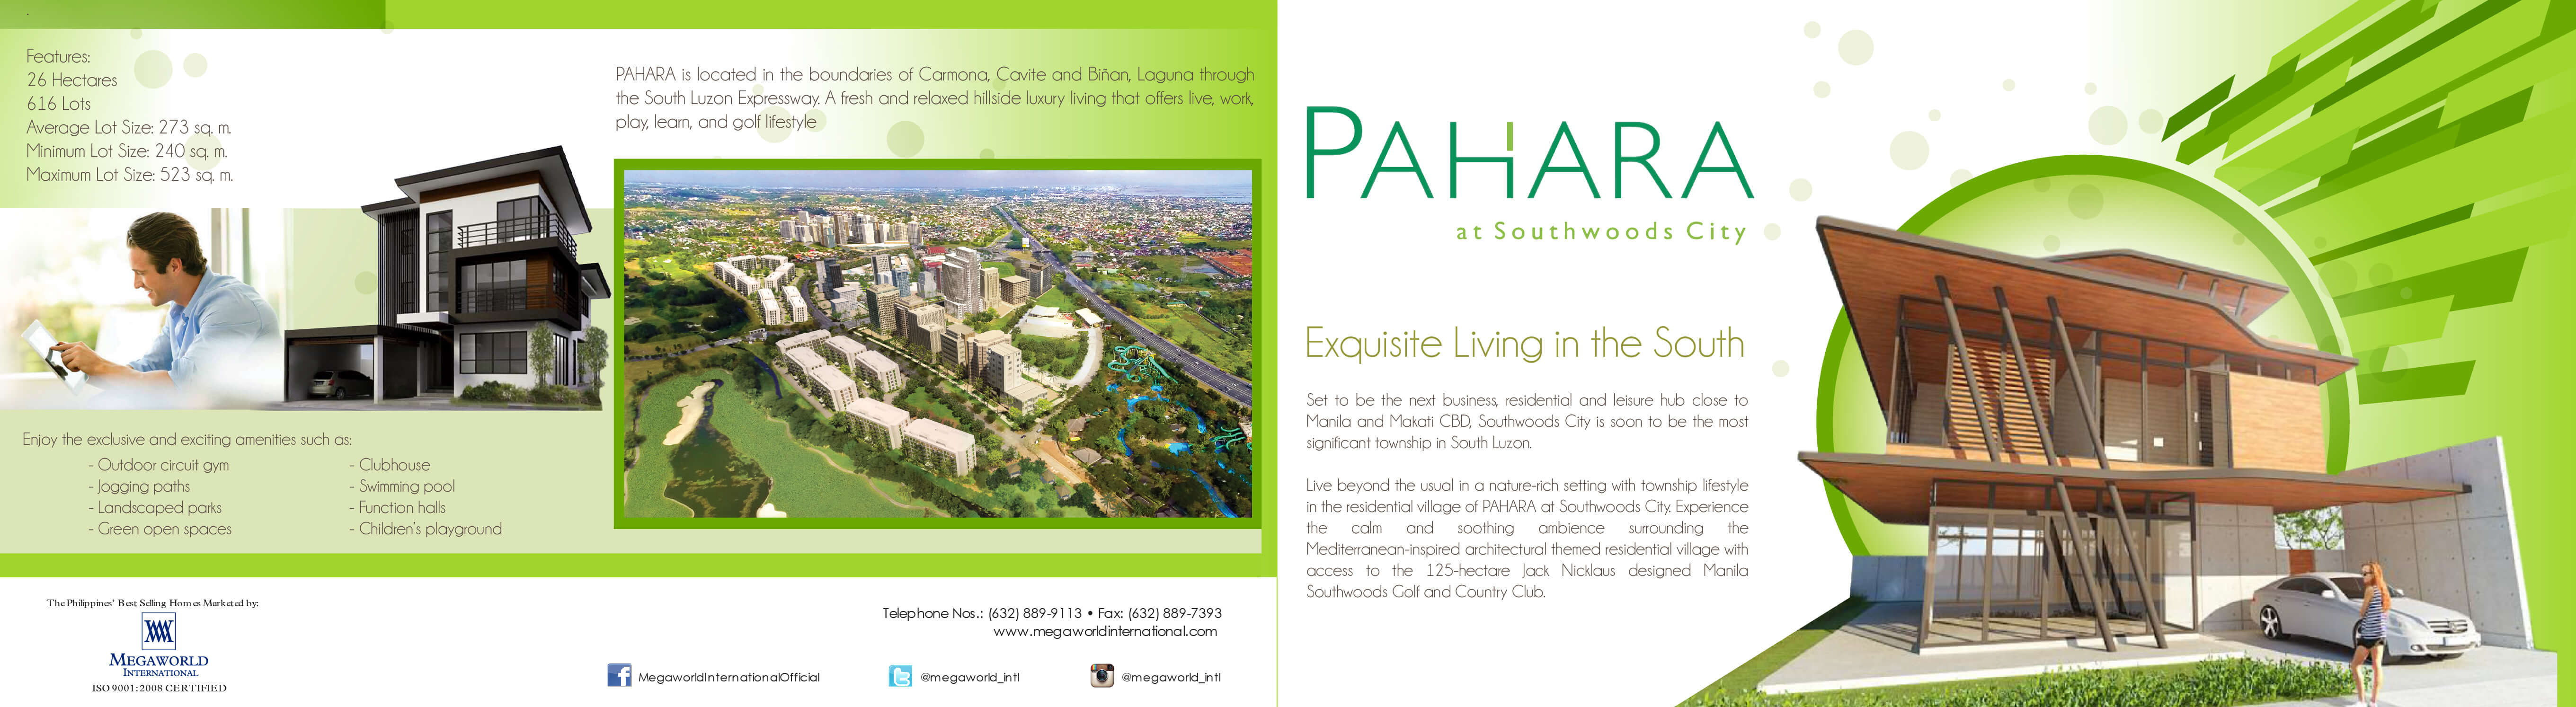 Features:
26 Hectares
616 Lots
Average Lot Size: 273 sq. m.
Minimum Lot Size: 240 sq. m.
Maximum Lot Size: 523 sq. m.
Enjoy the exclusive and exciting amenities such as:
- Outdoor circuit gym
- Jogging paths
- Landscaped parks
- Green open spaces
- Clubhouse
- Swimming pool
- Function halls
- Children's playground
PAHARA is located in the boundaries of Carmona, Cavite and Biñan, Laguna through
the South Luzon Expressway. A fresh and relaxed hillside luxury living that offers live, work,
play, learn, and golf lifestyle
The Philippines' Best Selling Homes Marketed by:
MEGAWORLD
INTERNATIONAL
ISO 9001:2008 CERTIFIED
Telephone Nos.: (632) 889-9113 • Fax: (632) 889-7393
www.megaworldinternational.com
MegaworldInternationalOfficial
@megaworld_intl
@megaworld_intl
PAHARA
at Southwoods City
Exquisite Living in the South
Set to be the next business, residential and leisure hub close to
Manila and Makati CBD, Southwoods City is soon to be the most
significant township in South Luzon.
Live beyond the usual in a nature-rich setting with township lifestyle
in the residential village of PAHARA at Southwoods City. Experience
the calm and soothing ambience surrounding the
Mediterranean-inspired architectural themed residential village with
access to the 125-hectare Jack Nicklaus designed Manila
Southwoods Golf and Country Club.